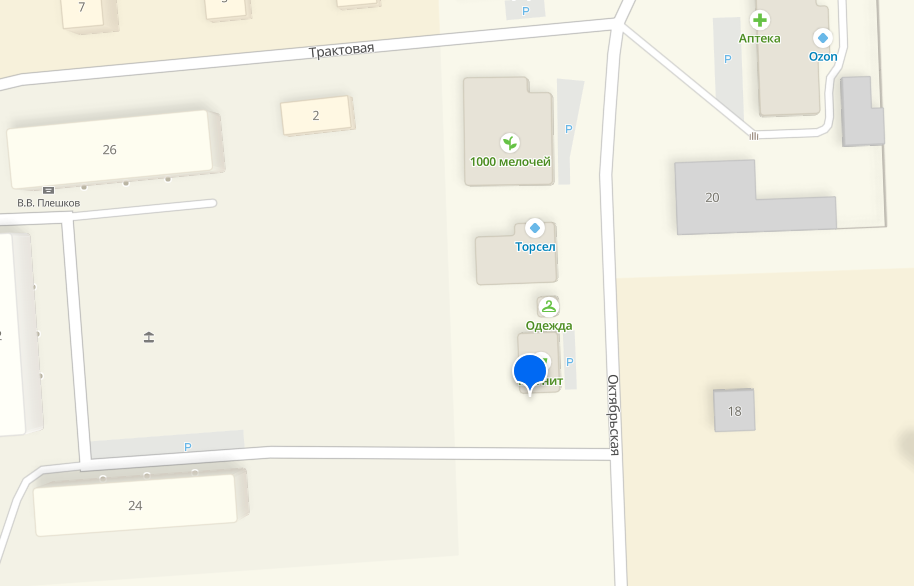 7
P
Аптека
Ozon
P
Трактовая
2
26
P
1000 мелочей
В.В. Плешков
20
Торсел
Одежда
P
Октябрьская
18
P
24